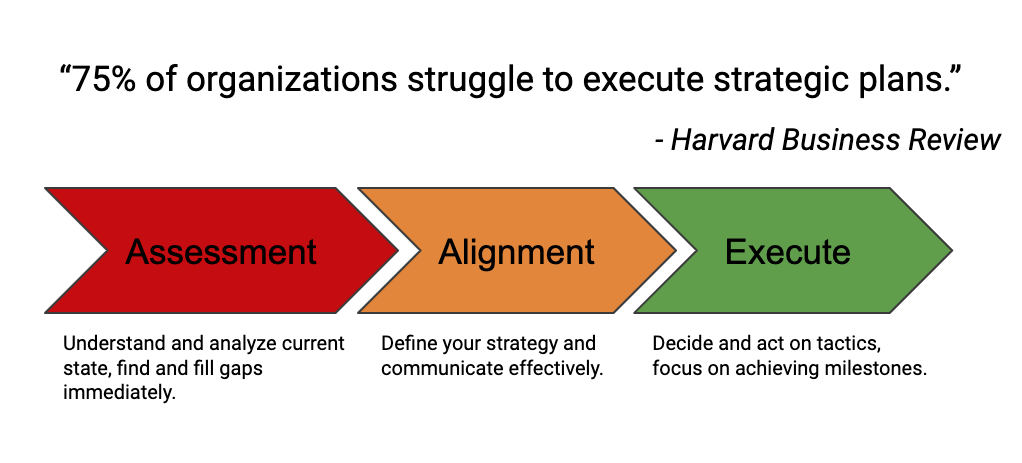 “75% of organizations struggle to execute strategic plans.”
- Harvard Business Review
Assessment
Alignment
Execute
Understand and analyze current
state, find and fill gaps
immediately.
Define your strategy and
communicate effectively.
Decide and act on tactics,
focus on achieving milestones.